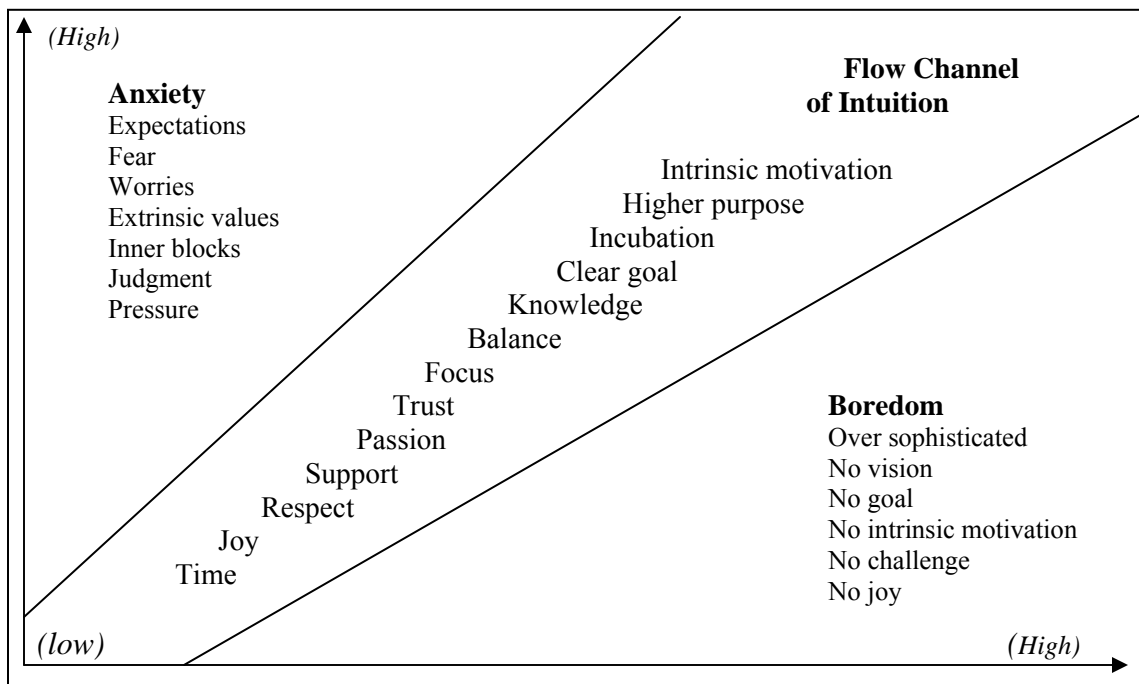 (High)
Anxiety
Expectations
Fear
Worries
Extrinsic values
Inner blocks
Judgment
Pressure
Flow Channel
of Intuition
Intrinsic motivation
Higher purpose
Incubation
Clear goal
Knowledge
Balance
Focus
Trust
Passion
Support
Respect
Joy
Time
Boredom
Over sophisticated
No vision
No goal
No intrinsic motivation
No challenge
No joy
(low)
(High)